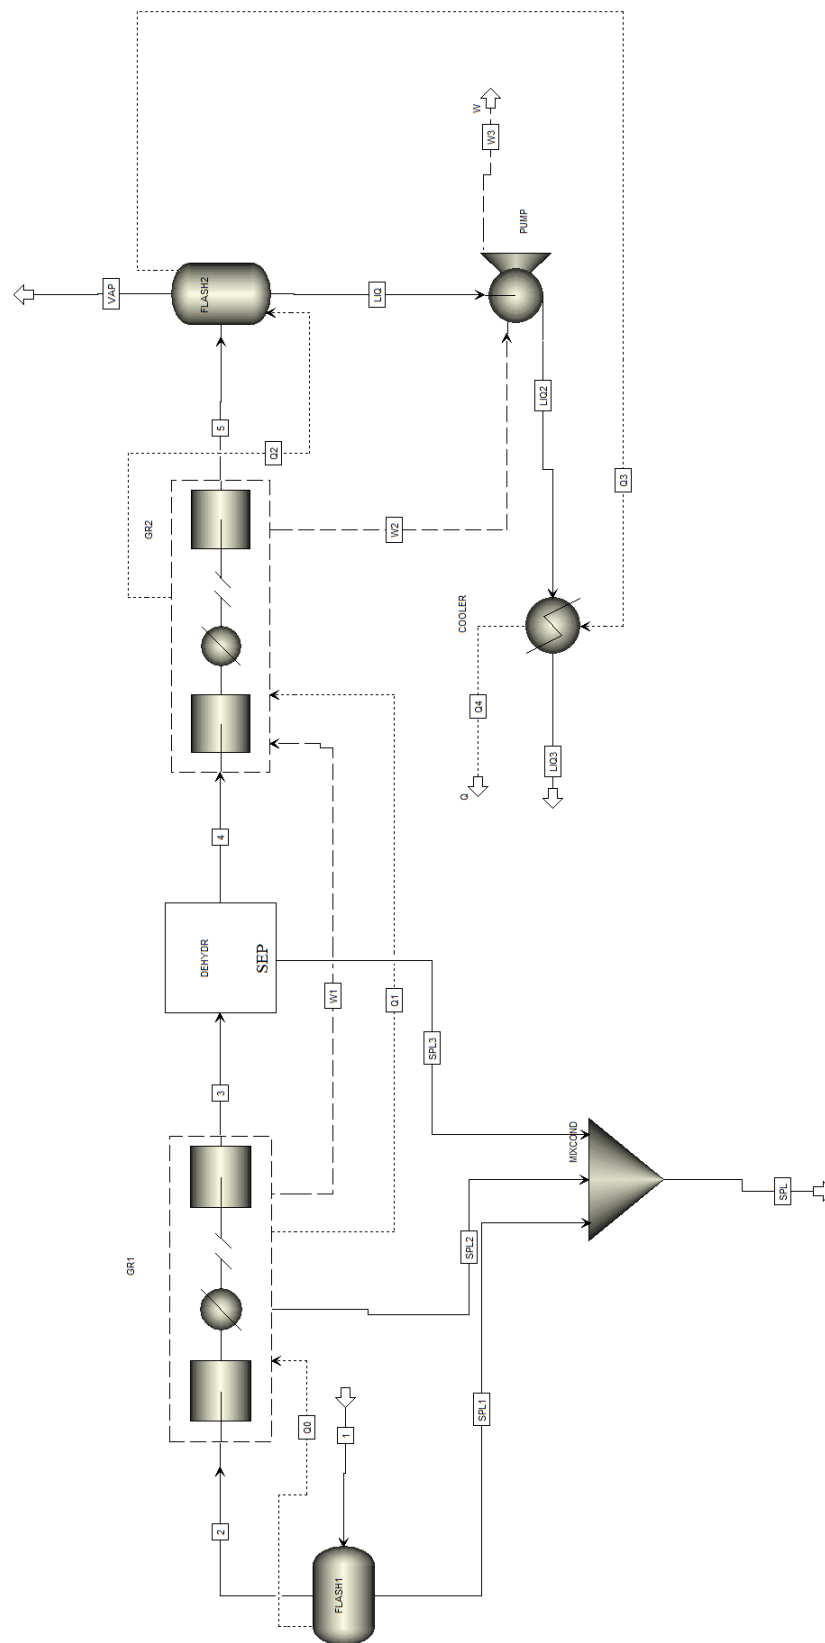 FLASH1
1
2
Q0
SPL1
GR1
SPL2
3
W1
Q1
DEHYDR
SEP
SPL3
MIXCOND
SPL
4
GR2
5
Q2
W2
FLASH2
VAP
LIQ
PUMP
W3
W
LIQ2
Q3
COOLER
Q4
Q
LIQ3